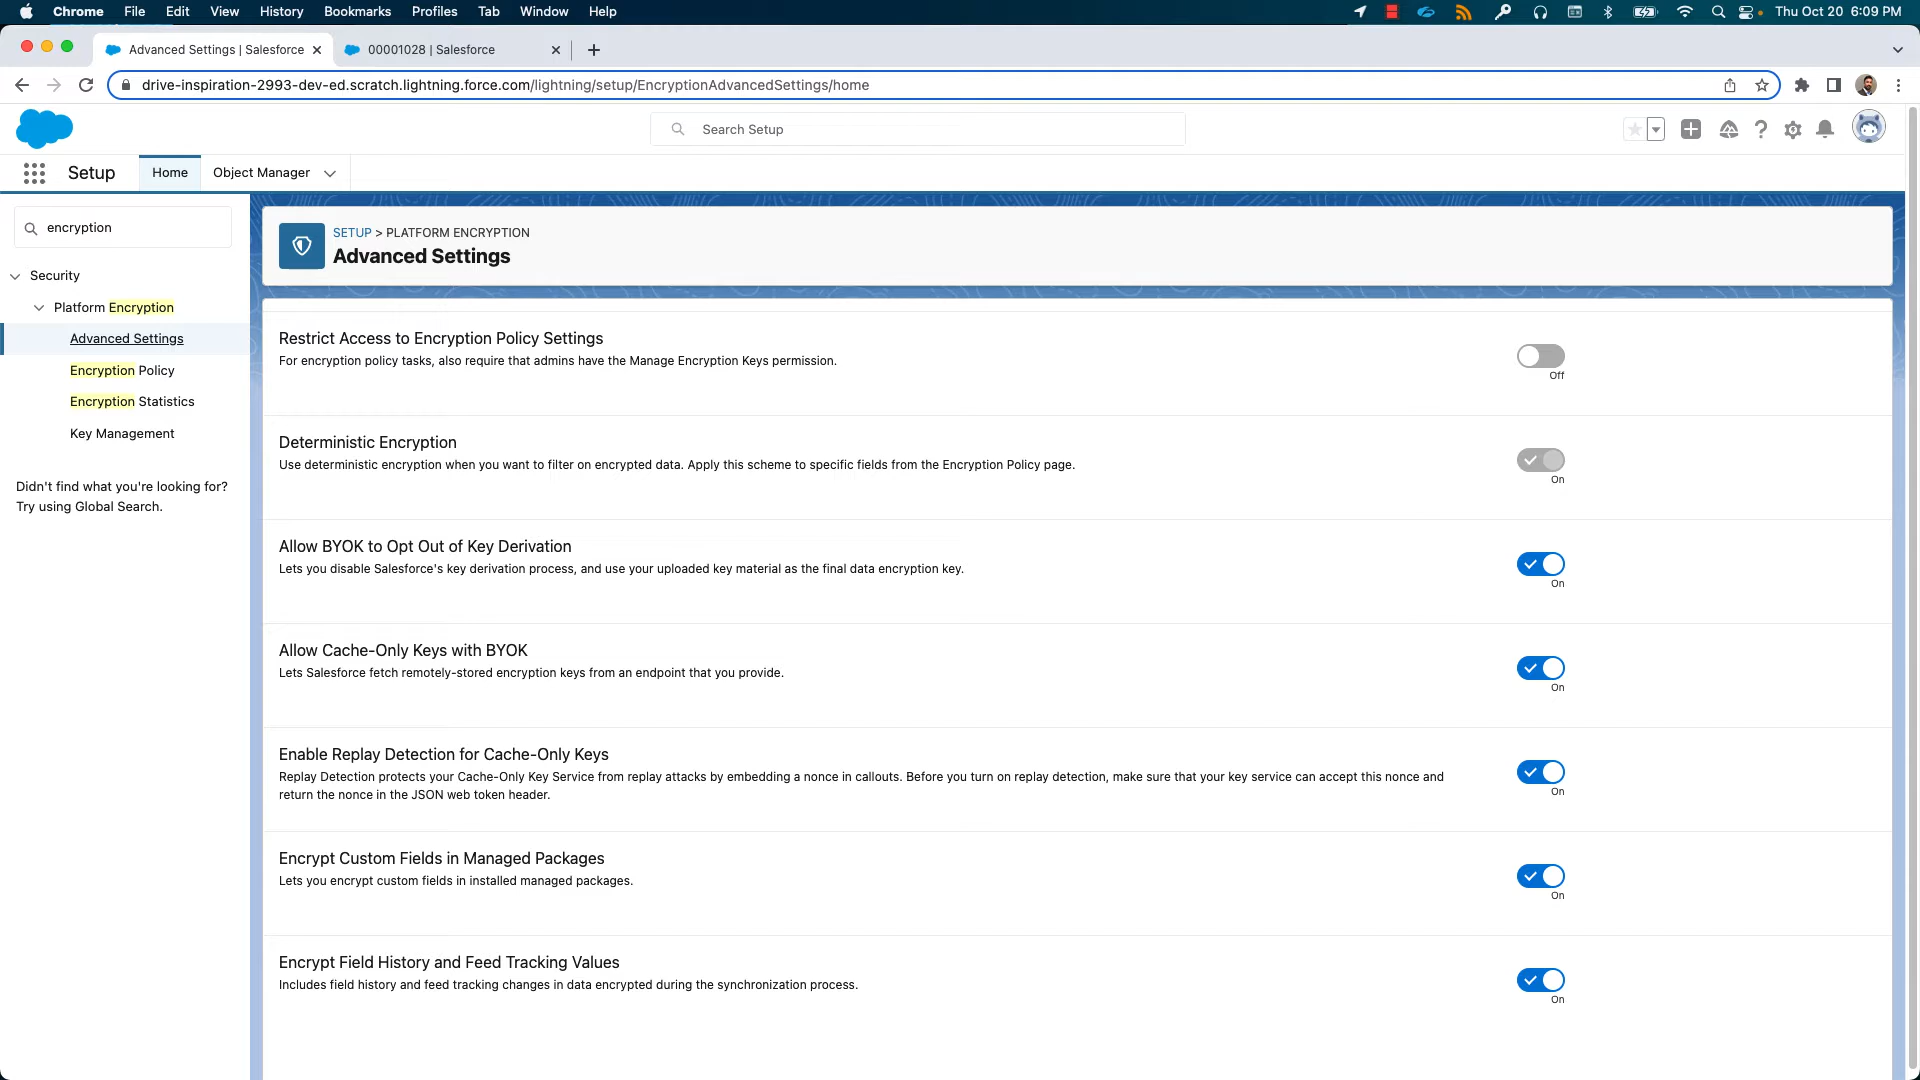 Chrome File Edit View History Bookmarks Profiles Tab Window Help Thu Oct 20 6:09 PM
Advanced Settings | Salesforce 00001028 | Salesforce
drive-inspiration-2993-dev-ed.scratch.lightning.force.com/lightning/setup/EncryptionAdvancedSettings/home
Search Setup
Setup Home Object Manager
encryption
Security
Platform Encryption
Advanced Settings
Encryption Policy
Encryption Statistics
Key Management
Didn't find what you're looking for?
Try using Global Search.
SETUP > PLATFORM ENCRYPTION
Advanced Settings
Restrict Access to Encryption Policy Settings
For encryption policy tasks, also require that admins have the Manage Encryption Keys permission.
Off
Deterministic Encryption
Use deterministic encryption when you want to filter on encrypted data. Apply this scheme to specific fields from the Encryption Policy page.
On
Allow BYOK to Opt Out of Key Derivation
Lets you disable Salesforce's key derivation process, and use your uploaded key material as the final data encryption key.
On
Allow Cache-Only Keys with BYOK
Lets Salesforce fetch remotely-stored encryption keys from an endpoint that you provide.
On
Enable Replay Detection for Cache-Only Keys
Replay Detection protects your Cache-Only Key Service from replay attacks by embedding a nonce in callouts. Before you turn on replay detection, make sure that your key service can accept this nonce and
return the nonce in the JSON web token header.
On
Encrypt Custom Fields in Managed Packages
Lets you encrypt custom fields in installed managed packages.
On
Encrypt Field History and Feed Tracking Values
Includes field history and feed tracking changes in data encrypted during the synchronization process.
On